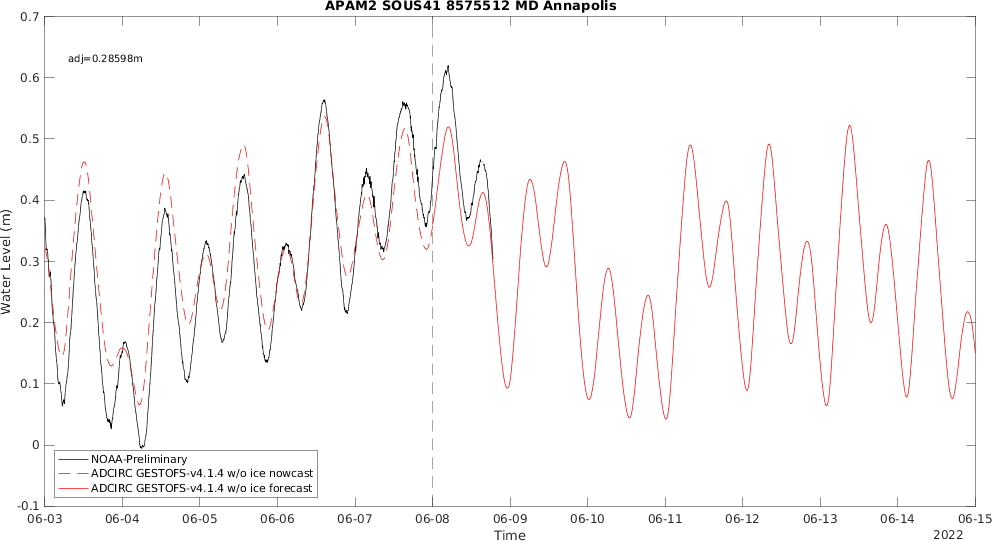 APAM2 SOUS41 8575512 MD Annapolis
adj=0.28598m
Water Level (m)
0.7
0.6
0.5
0.4
0.3
0.2
0.1
0
-0.1
NOAA-Preliminary
ADCIRC GESTOFS-v4.1.4 w/o ice nowcast
ADCIRC GESTOFS-v4.1.4 w/o ice forecast
06-03 06-04 06-05 06-06 06-07 06-08 06-09 06-10 06-11 06-12 06-13 06-14 06-15
Time
2022